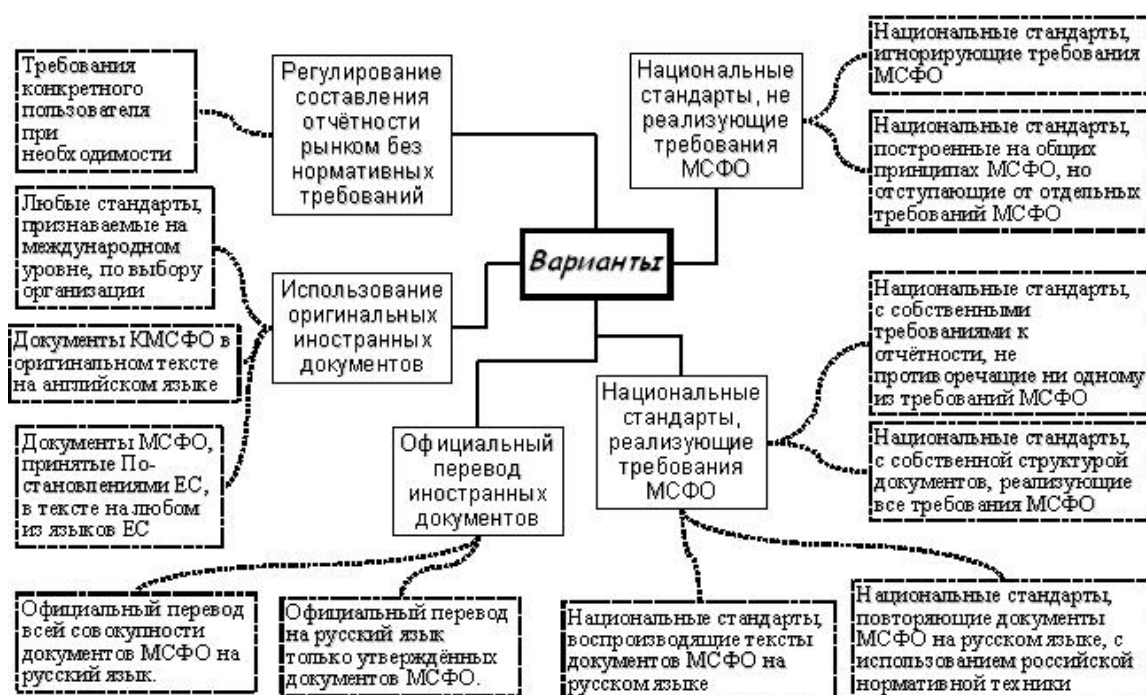 Требования
конкретного
пользователя
при
необходимости
Регулирование
составления
отчётности
рынком без
нормативных
требований
Национальные
стандарты, не
реализующие
требования
МСФО
Национальные стандарты,
игнорирующие требования
МСФО
Национальные стандарты,
построенные на общих
принципах МСФО, но
отступающие от отдельных
требований МСФО
Любые стандарты,
признаваемые на
международном
уровне, по выбору
организации
Варианты
Использование
оригинальных
иностранных
документов
Документы КМСФО в
оригинальном тексте
на английском языке
Документы МСФО,
принятые По-
становлениями ЕС,
в тексте на любом
из языков ЕС
Официальный
перевод
иностранных
документов
Национальные
стандарты,
реализующие
требования
МСФО
Национальные стандарты,
с собственными
требованиями к
отчётности, не
противоречащие ни одному
из требований МСФО
Национальные стандарты,
с собственной структурой
документов, реализующие
все требования МСФО
Официальный перевод
всей совокупности
документов МСФО на
русский язык.
Официальный перевод
на русский язык
только утверждённых
документов МСФО.
Национальные стандарты,
воспроизводящие тексты
документов МСФО на
русском языке
Национальные стандарты,
повторяющие документы
МСФО на русском языке, с
использованием российской
нормативной техники